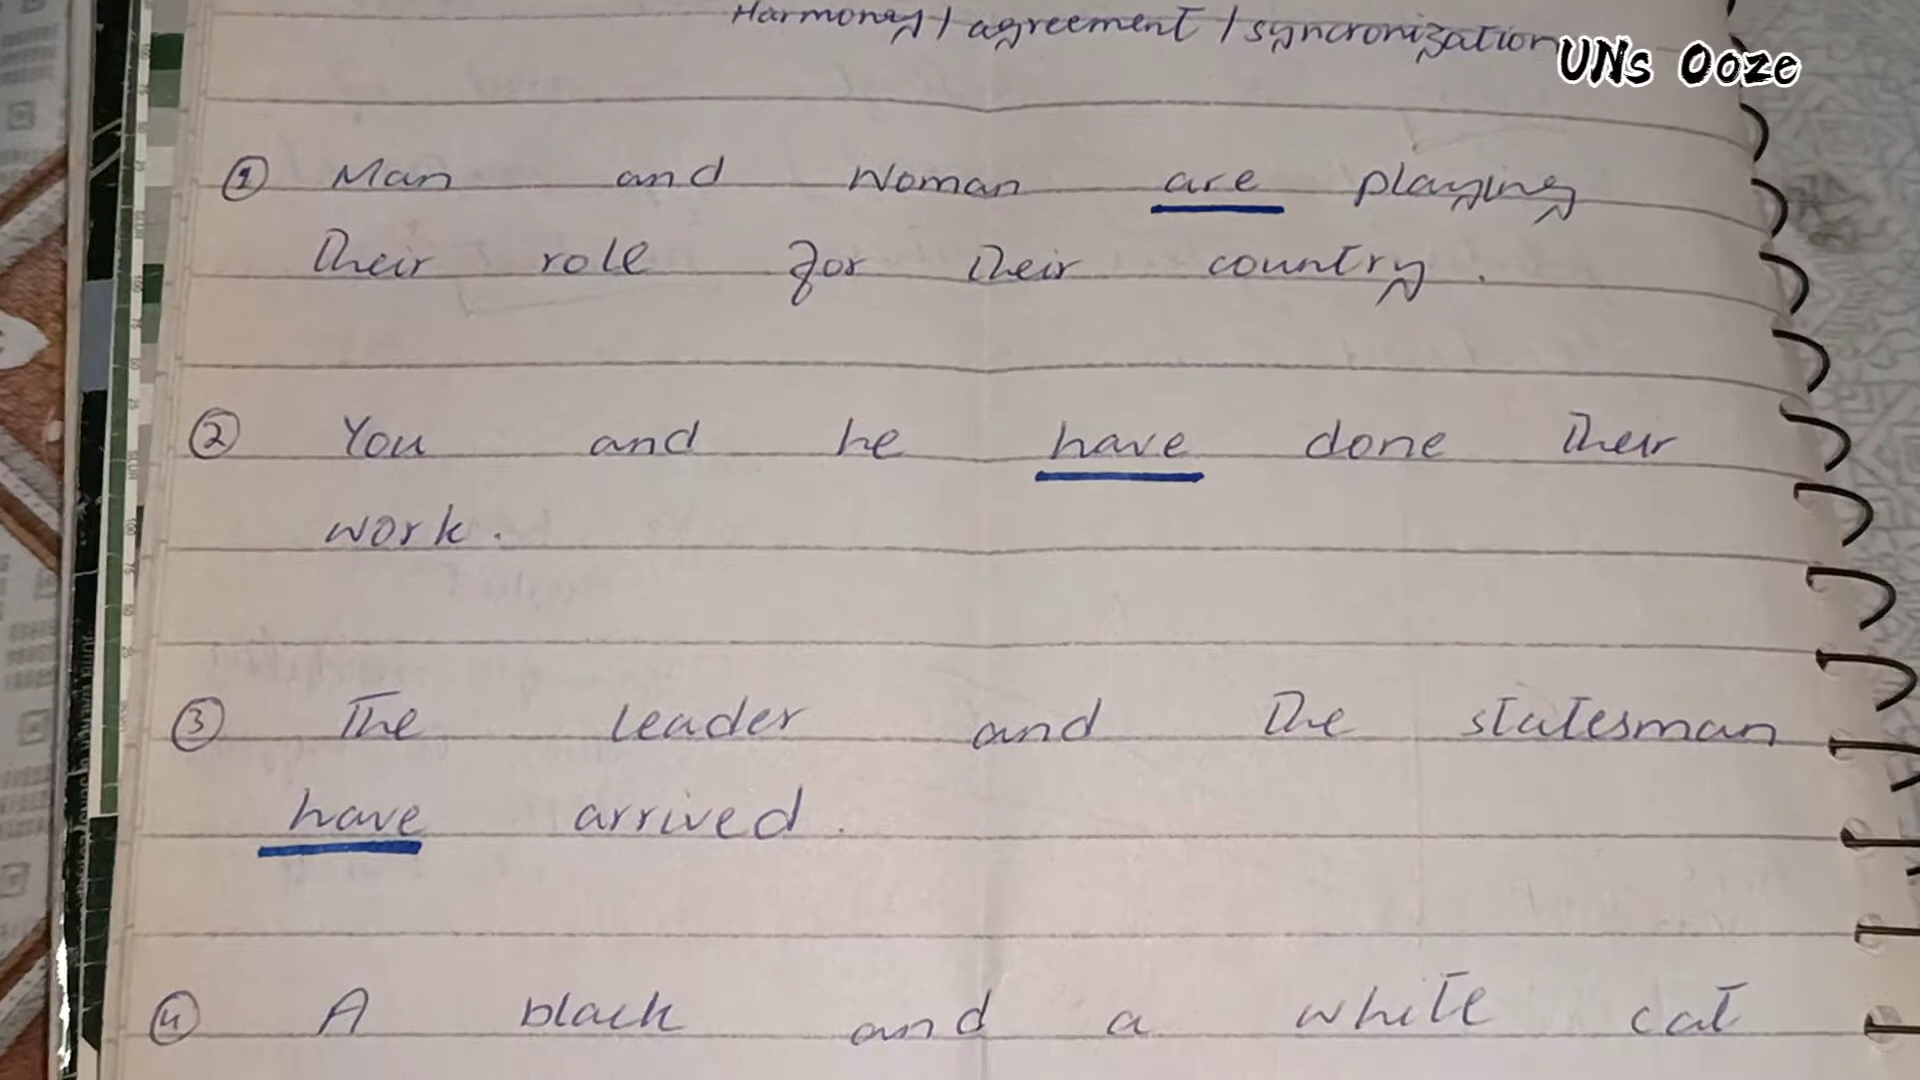 Harmoney / agreement / syncronization
UNs Ooze
① Man and Woman are playing
their role for their country.
② You and he have done their
work.
③ The leader and the statesman
have arrived.
④ A black and a white cat